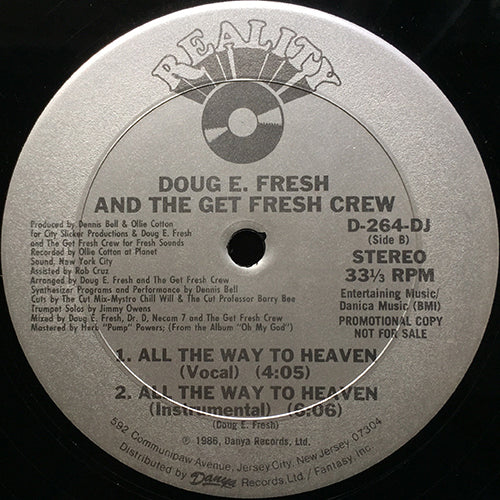 REALITY
DOUG E. FRESH
AND THE GET FRESH CREW
Produced by Dennis Bell & Ollie Cotton
for City Slicker Productions & Doug E. Fresh
and The Get Fresh Crew for Fresh Sounds
Recorded by Ollie Cotton at Planet
Sound, New York City
Assisted by Rob Cruz
Arranged by Doug E. Fresh and The Get Fresh Crew
Synthesizer Programs and Performance by Dennis Bell
Cuts by The Cut Mix-Mystro Chill Will & The Cut Professor Barry Bee
Trumpet Solos by Jimmy Owens
Mixed by Doug E. Fresh, Dr. D, Necam 7 and The Get Fresh Crew
Mastered by Herb "Pump" Powers; (From the Album "Oh My God")
D-264-DJ
(Side B)
STEREO
33⅓ RPM
Entertaining Music/
Danica Music (BMI)
PROMOTIONAL COPY
NOT FOR SALE
1. ALL THE WAY TO HEAVEN
(Vocal) (4:05)
2. ALL THE WAY TO HEAVEN
(Instrumental) (6:06)
(Doug E. Fresh)
℗ 1986, Danya Records, Ltd.
592 Communipaw Avenue, Jersey City, New Jersey, 07304
Distributed by Danya Records, Ltd./Fantasy, Inc.